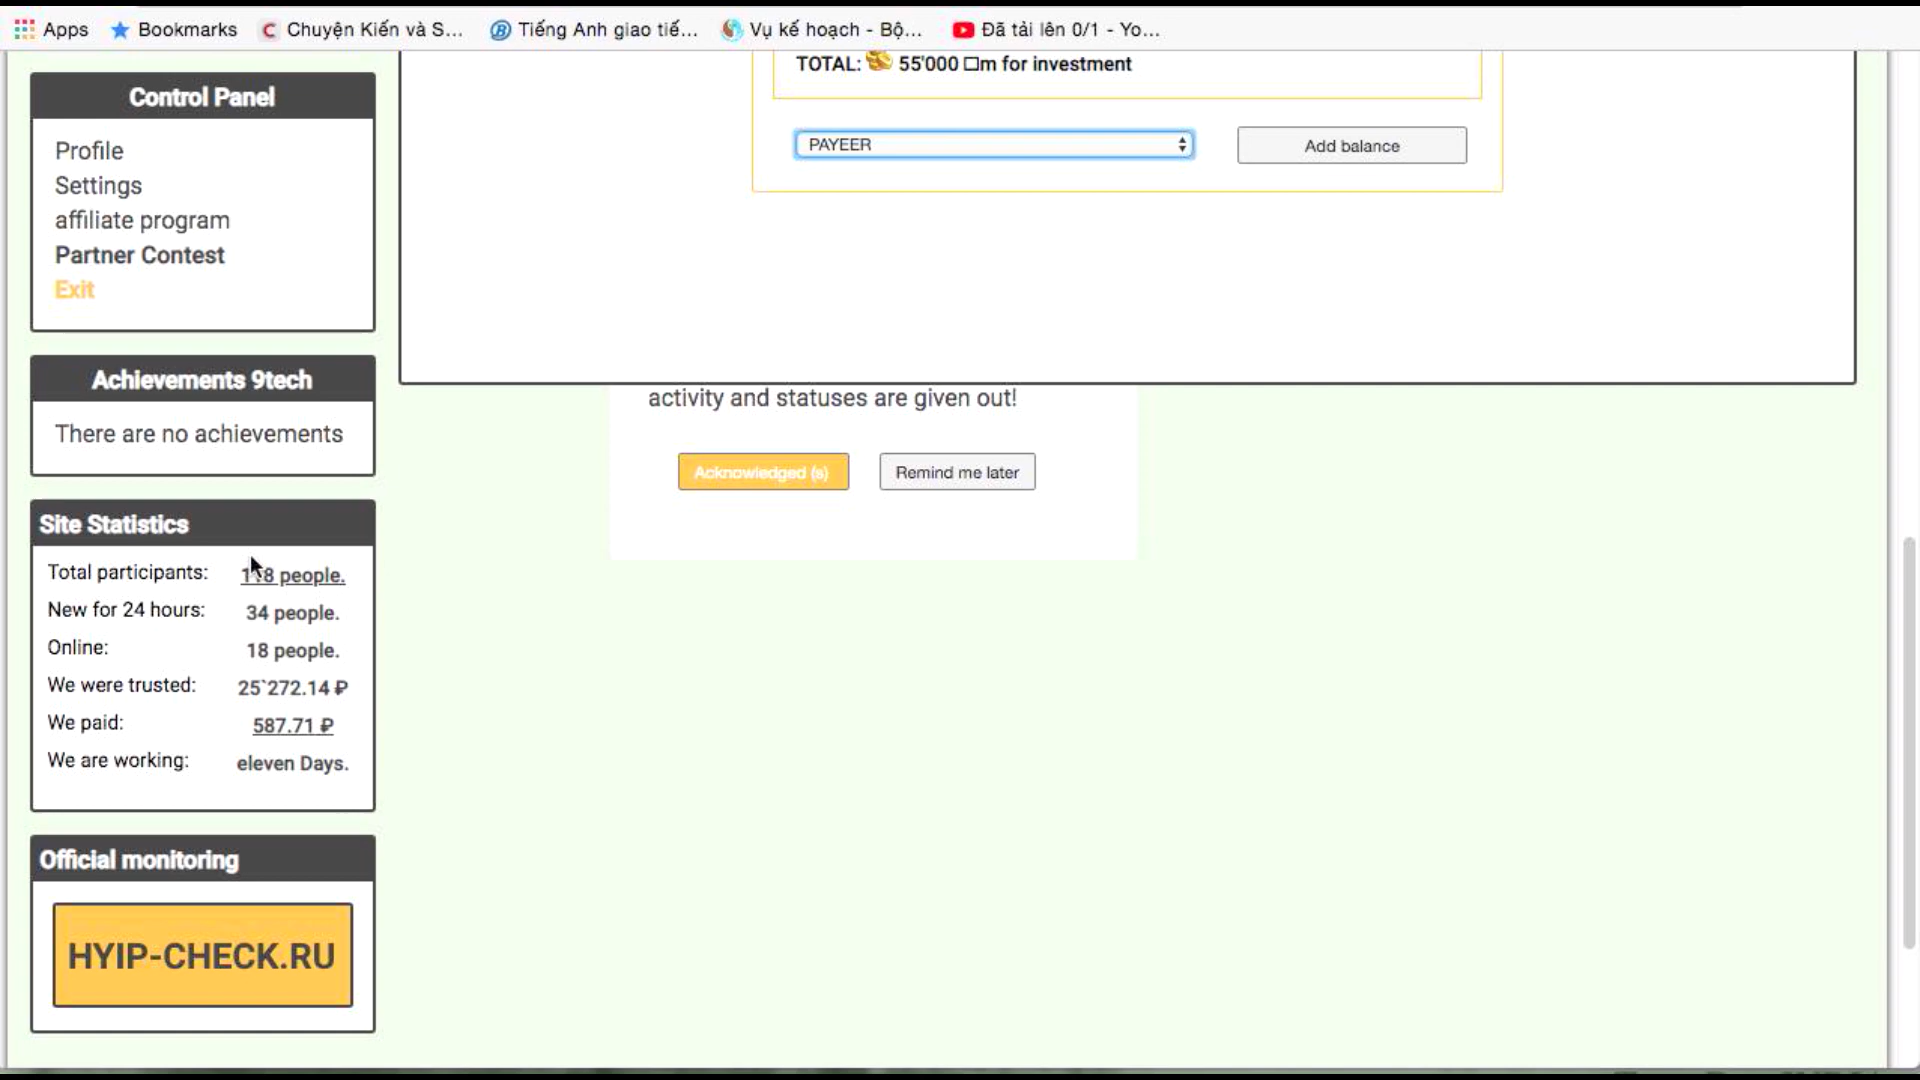 Apps Bookmarks Chuyện Kiến và S... Tiếng Anh giao tiế... Vụ kế hoạch - Bộ... Đã tải lên 0/1 - Yo...
TOTAL: 55'000 □m for investment
PAYEER Add balance
Control Panel
Profile
Settings
affiliate program
Partner Contest
Exit
Achievements 9tech
There are no achievements
activity and statuses are given out!
Acknowledged (s) Remind me later
Site Statistics
Total participants: people.
New for 24 hours: 34 people.
Online: 18 people.
We were trusted: 25`272.14 ₽
We paid: 587.71 ₽
We are working: eleven Days.
Official monitoring
HYIP-CHECK.RU